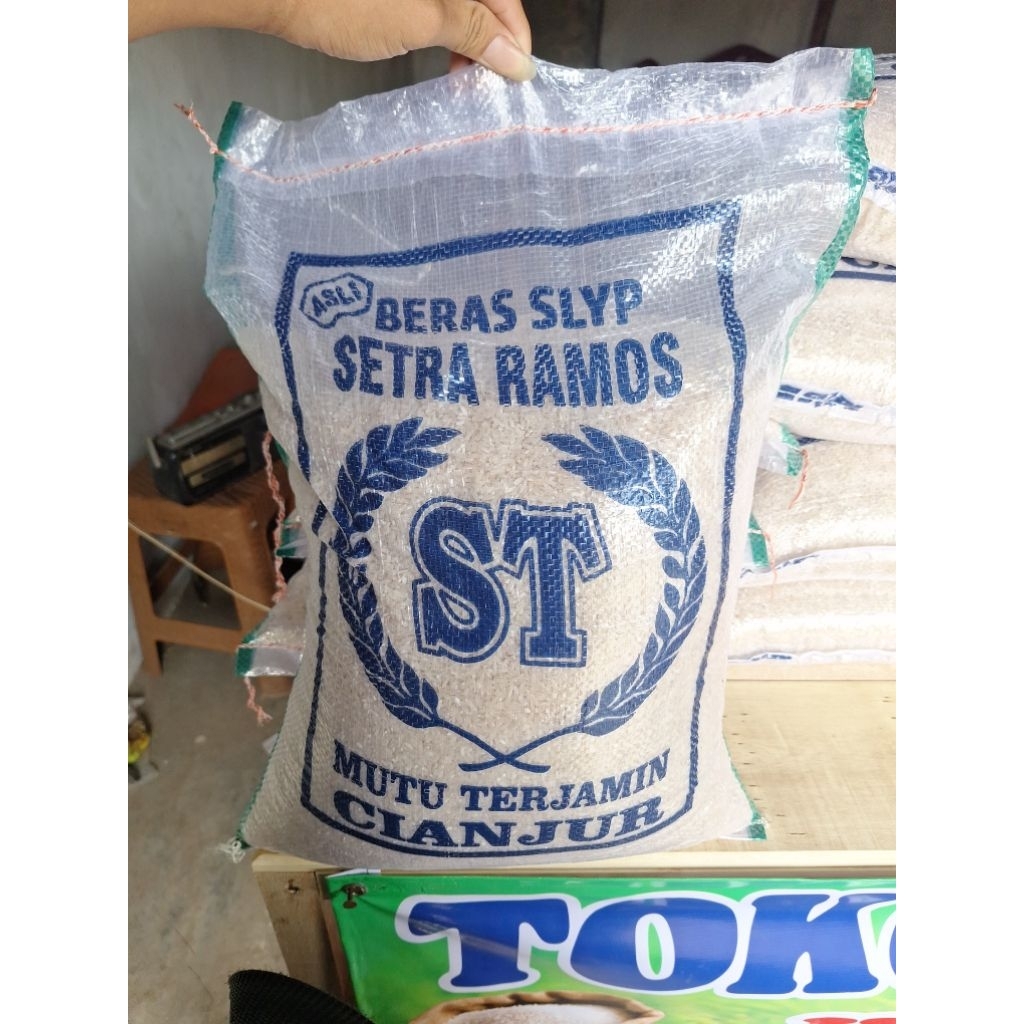 ASLI
BERAS SLYP
SETRA RAMOS
ST
MUTU TERJAMIN
CIANJUR
TOK